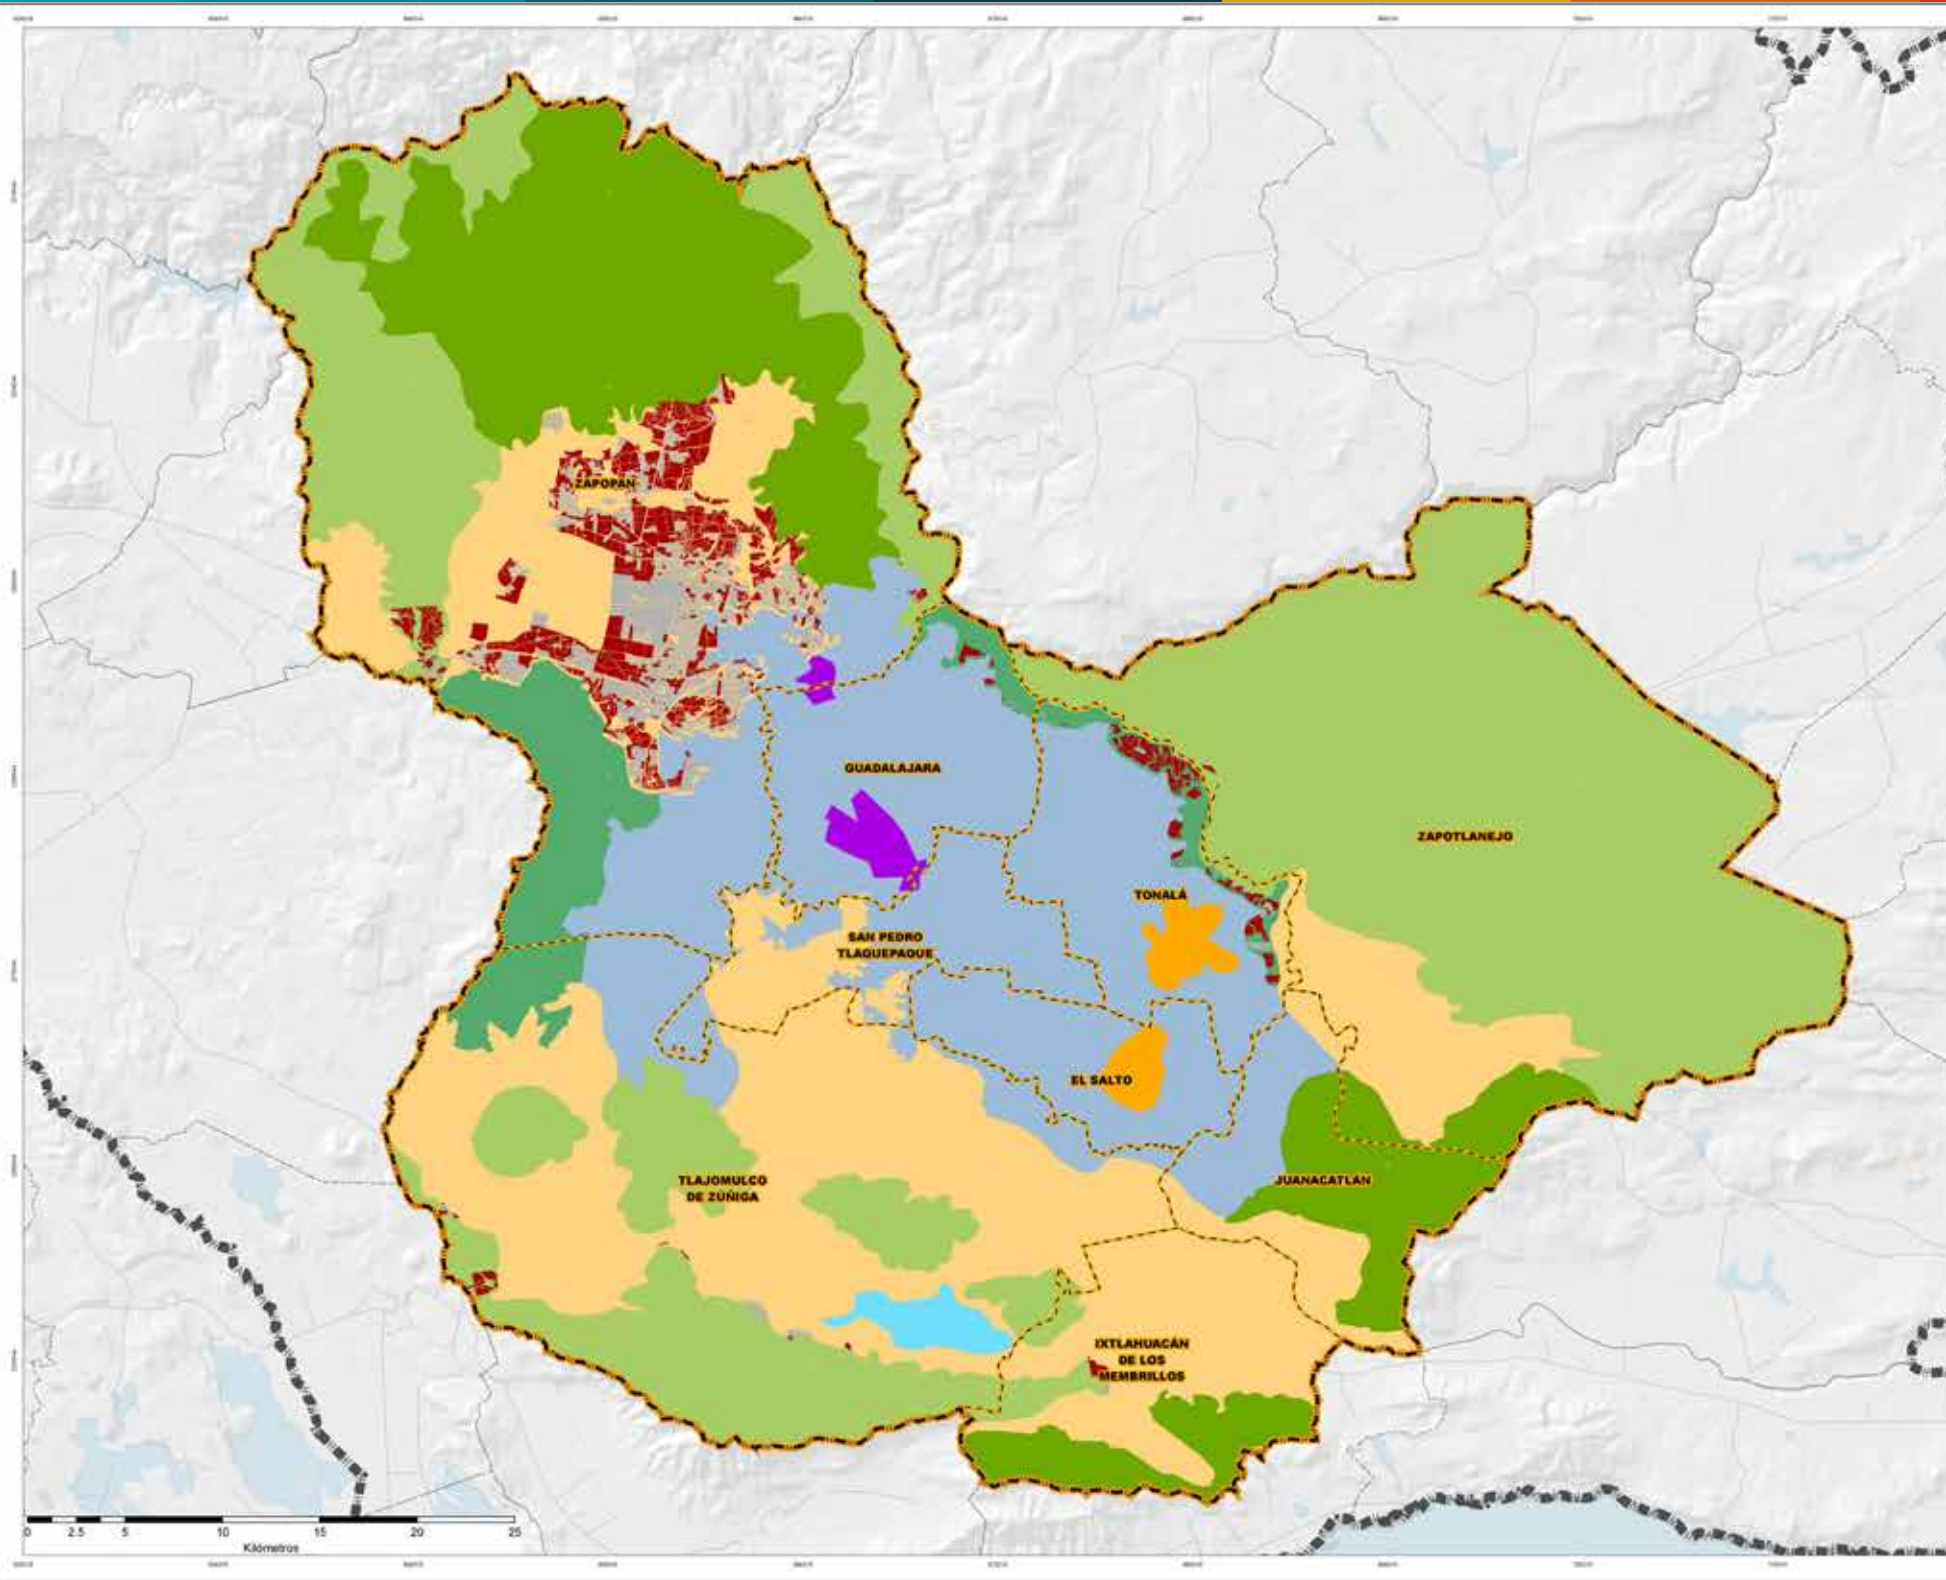 ZAPOPAN
GUADALAJARA
ZAPOTLANEJO
TONALÁ
SAN PEDRO
TLAQUEPAQUE
EL SALTO
TLAJOMULCO
DE ZÚÑIGA
JUANACATLÁN
IXTLAHUACÁN
DE LOS
MEMBRILLOS
0 2.5 5 10 15 20 25
Kilómetros